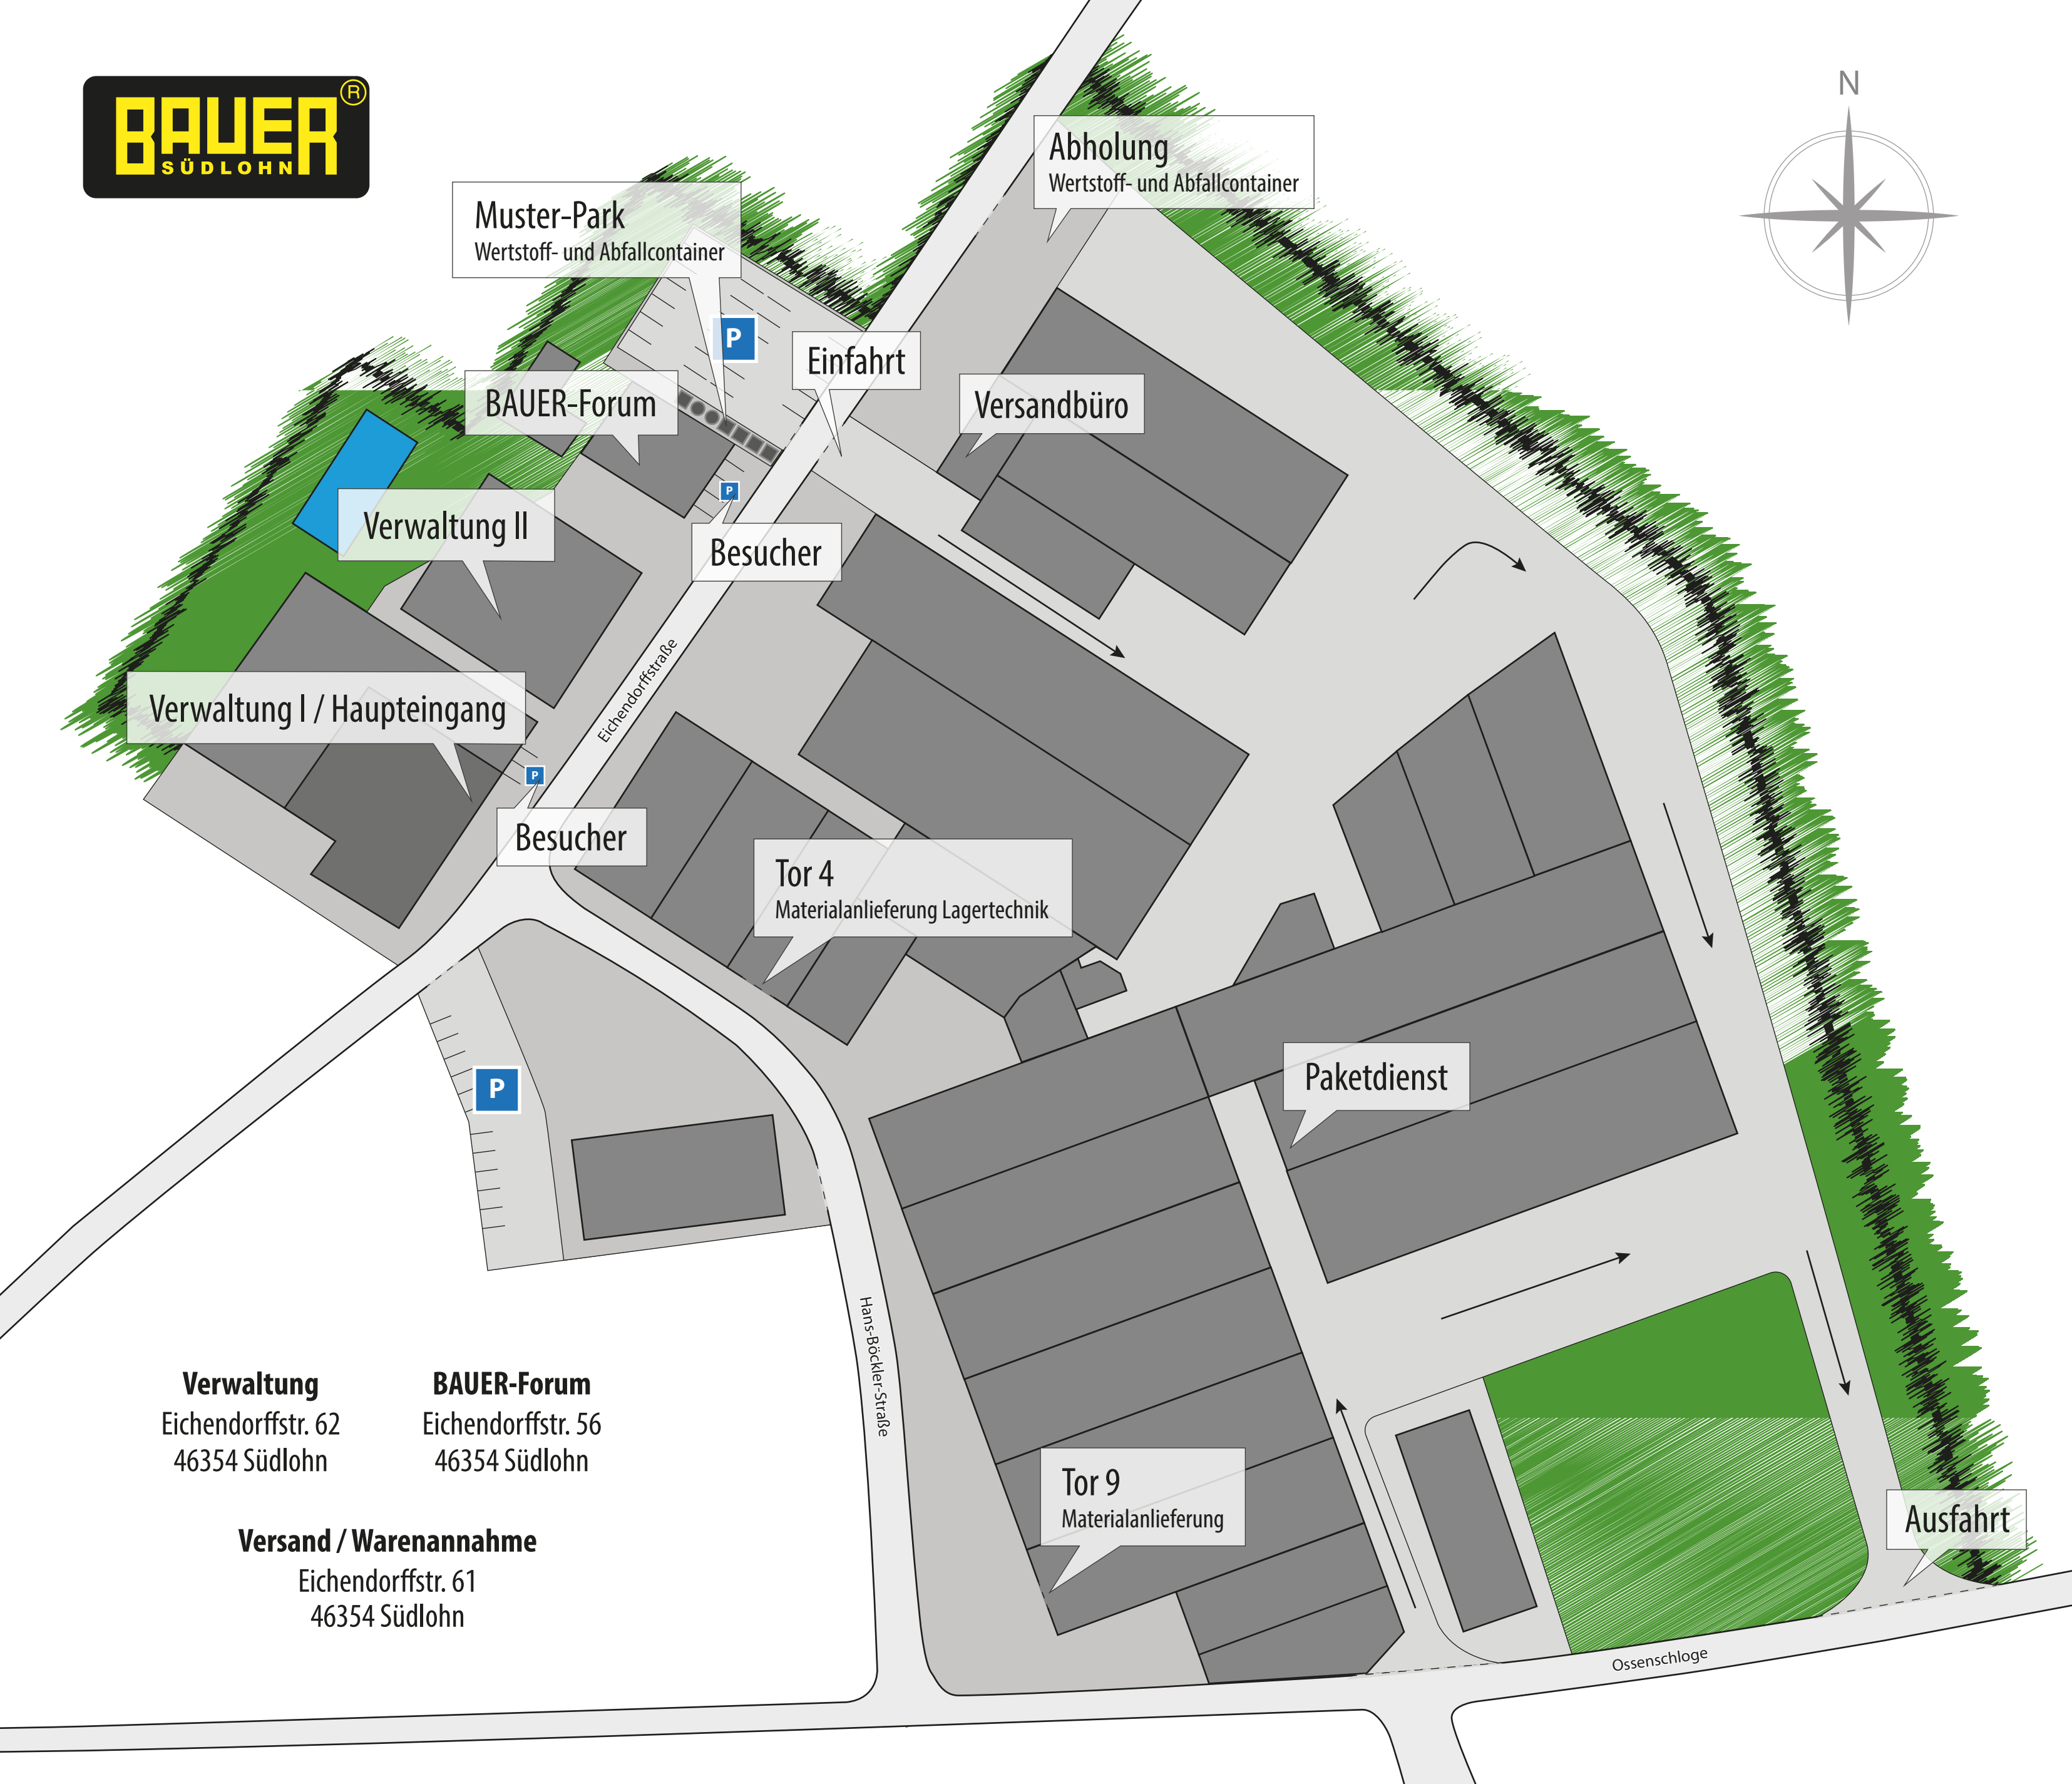 BAUER®
SÜDLOHN
N
Abholung
Wertstoff- und Abfallcontainer
Muster-Park
Wertstoff- und Abfallcontainer
P
Einfahrt
BAUER-Forum
Versandbüro
P
Verwaltung II
Besucher
Eichendorffstraße
Verwaltung I / Haupteingang
P
Besucher
Tor 4
Materialanlieferung Lagertechnik
P
Paketdienst
Hans-Böckler-Straße
Verwaltung
Eichendorffstr. 62
46354 Südlohn
BAUER-Forum
Eichendorffstr. 56
46354 Südlohn
Versand / Warenannahme
Eichendorffstr. 61
46354 Südlohn
Tor 9
Materialanlieferung
Ausfahrt
Ossenschloge